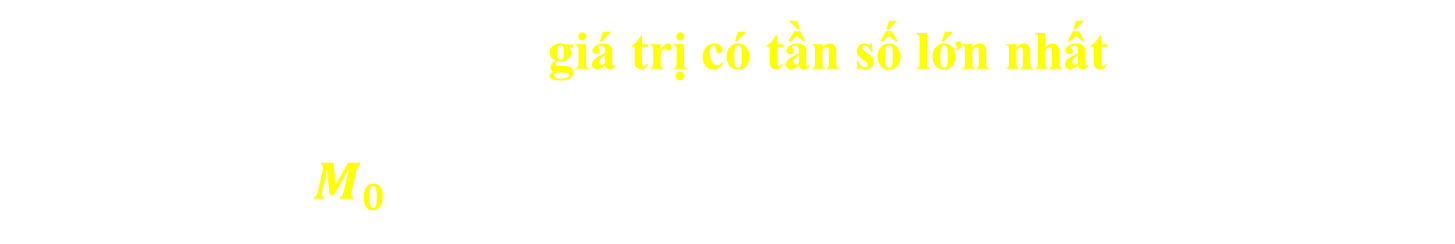 giá trị có tần số lớn nhất
M₀